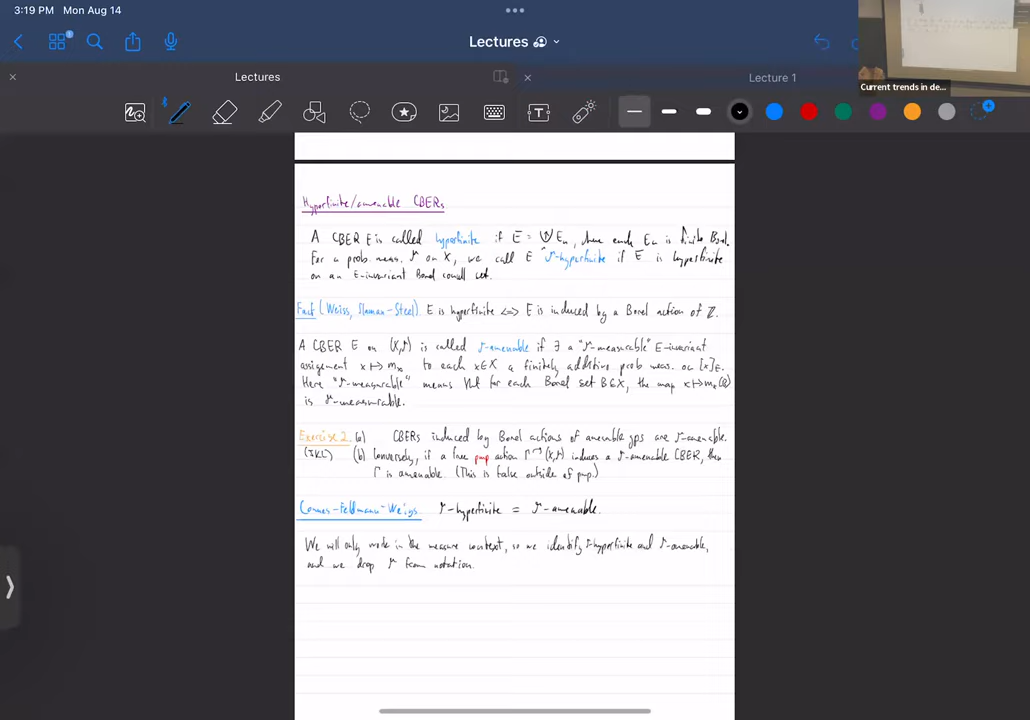 3:19 PM Mon Aug 14
Lectures
Lectures
Lecture 1
Current trends in de...
Hyperfinite/amenable CBERs
A CBER E is called hyperfinite if E = ⋃ Eₙ, where each Eₙ is finite Borel.
For a prob. meas. μ on X, we call E μ-hyperfinite if E is hyperfinite
on an E-invariant Borel conull set.
Fact (Weiss, Slaman-Steel). E is hyperfinite <=> E is induced by a Borel action of ℤ.
A CBER E on (X,μ) is called μ-amenable if ∃ a "μ-measurable" E-invariant
assignment x ↦ mₓ to each x∈X a finitely additive prob meas. on [x]_E.
Here "μ-measurable" means that for each Borel set B⊆X, the map x ↦ mₓ(B)
is μ-measurable.
Exercise 2. (a) CBERs induced by Borel actions of amenable gps are μ-amenable.
(JKL) (b) Conversely, if a free pmp action Γ↷(X,μ) induces a μ-amenable CBER, then
Γ is amenable. (This is false outside of pmp.)
Connes-Feldmann-Weiss μ-hyperfinite = μ-amenable.
We will only work in the measure context, so we identify μ-hyperfinite and μ-amenable,
and we drop μ from notation.